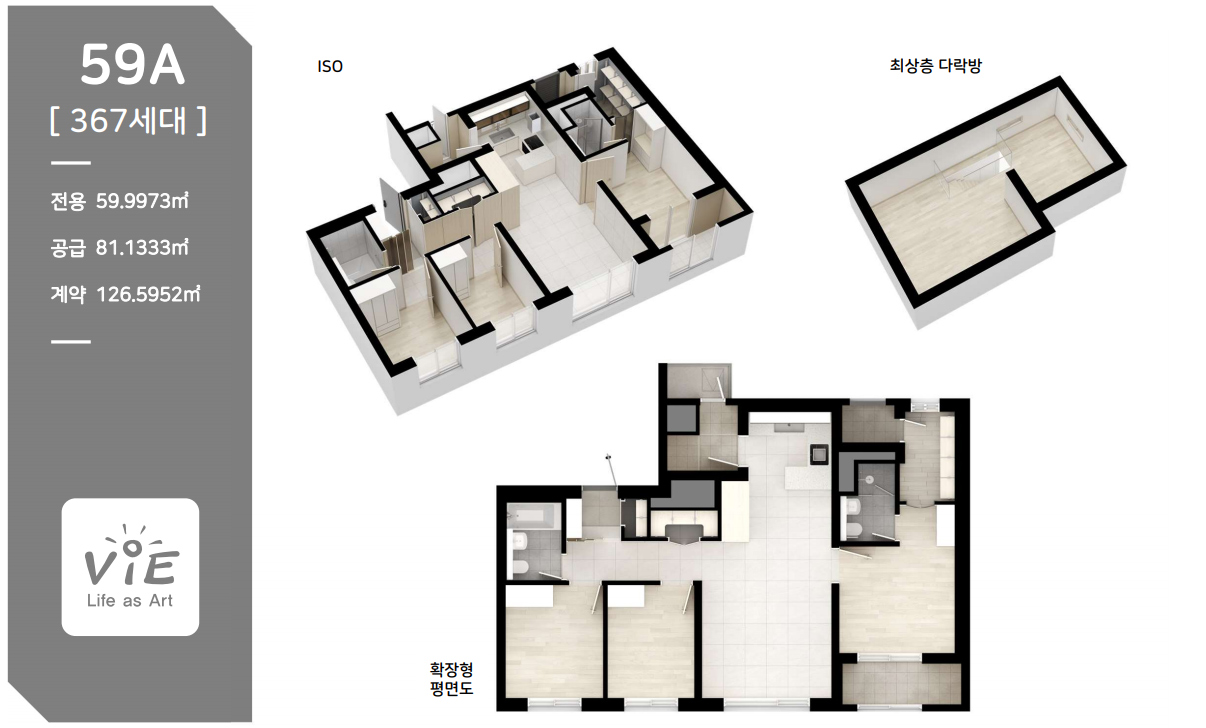 59A
[ 367세대 ]
전용 59.9973㎡
공급 81.1333㎡
계약 126.5952㎡
ViE
Life as Art
ISO
최상층 다락방
확장형
평면도